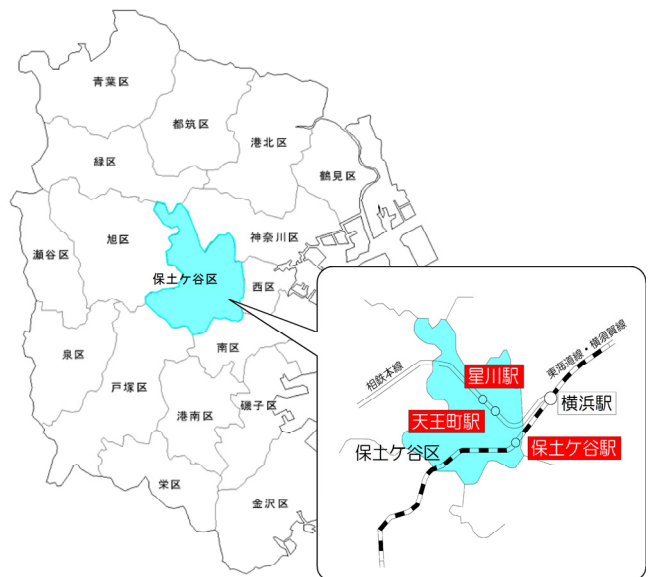 青葉区
都筑区
港北区
緑区
鶴見区
旭区
神奈川区
瀬谷区
保土ケ谷区
西区
南区
泉区
戸塚区
港南区
磯子区
栄区
金沢区
東海道線・横須賀線
相鉄本線
星川駅
横浜駅
天王町駅
保土ケ谷区
保土ケ谷駅